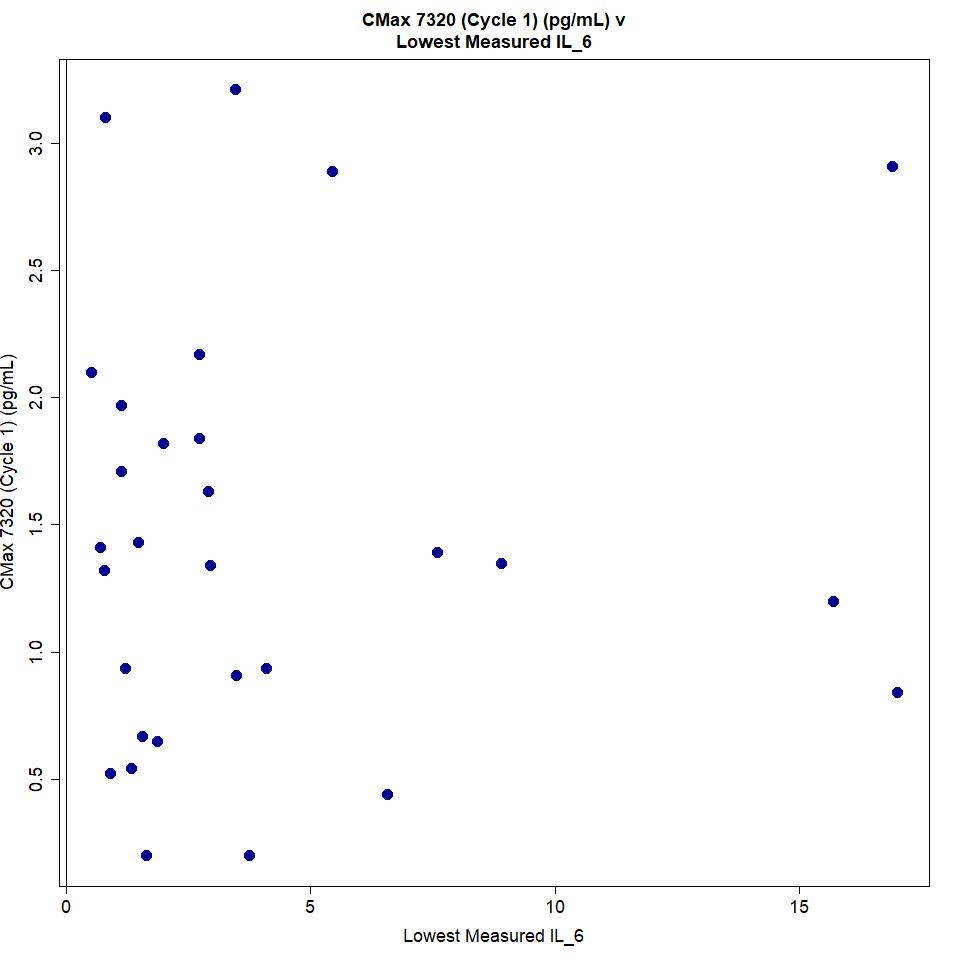 CMax 7320 (Cycle 1) (pg/mL) v
Lowest Measured IL_6
CMax 7320 (Cycle 1) (pg/mL)
3.0
2.5
2.0
1.5
1.0
0.5
0
5
10
15
Lowest Measured IL_6